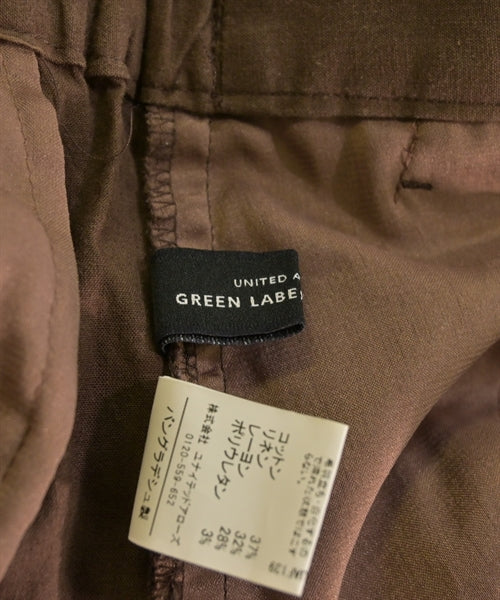 UNITED A
GREEN LABEL
コットン 37%
リネン 32%
レーヨン 28%
ポリウレタン 3%
株式会社 ユナイテッドアローズ
0120-559-652
バングラデシュ製